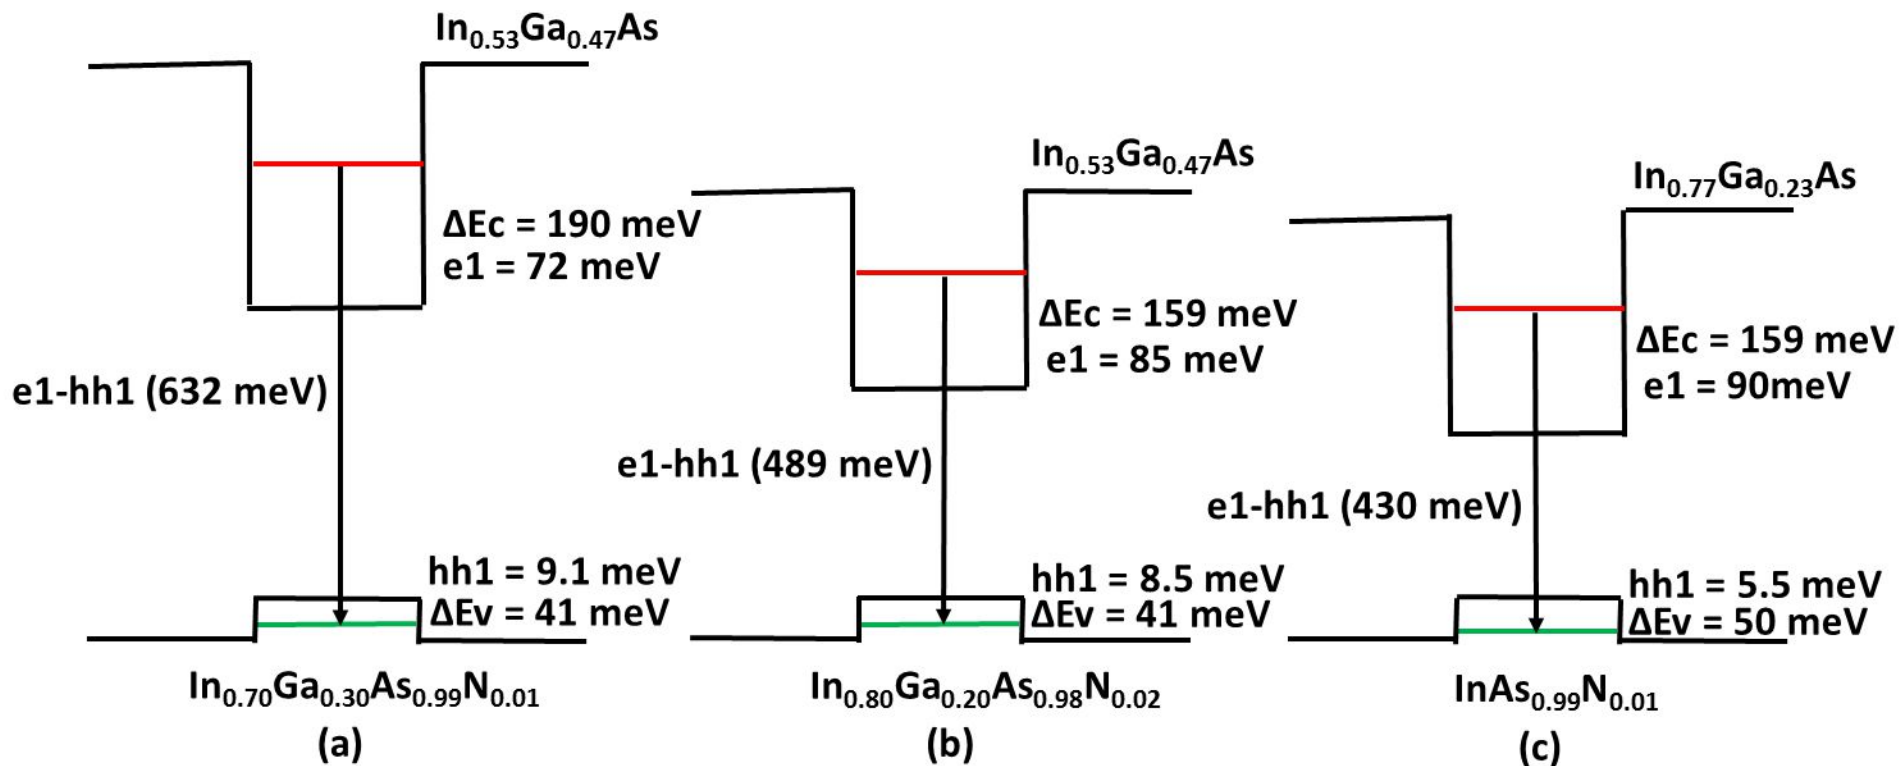 In₀.₅₃Ga₀.₄₇As
ΔEc = 190 meV
e1 = 72 meV
e1-hh1 (632 meV)
hh1 = 9.1 meV
ΔEv = 41 meV
In₀.₇₀Ga₀.₃₀As₀.₉₉N₀.₀₁
(a)
In₀.₅₃Ga₀.₄₇As
ΔEc = 159 meV
e1 = 85 meV
e1-hh1 (489 meV)
hh1 = 8.5 meV
ΔEv = 41 meV
In₀.₈₀Ga₀.₂₀As₀.₉₈N₀.₀₂
(b)
In₀.₇₇Ga₀.₂₃As
ΔEc = 159 meV
e1 = 90meV
e1-hh1 (430 meV)
hh1 = 5.5 meV
ΔEv = 50 meV
InAs₀.₉₉N₀.₀₁
(c)